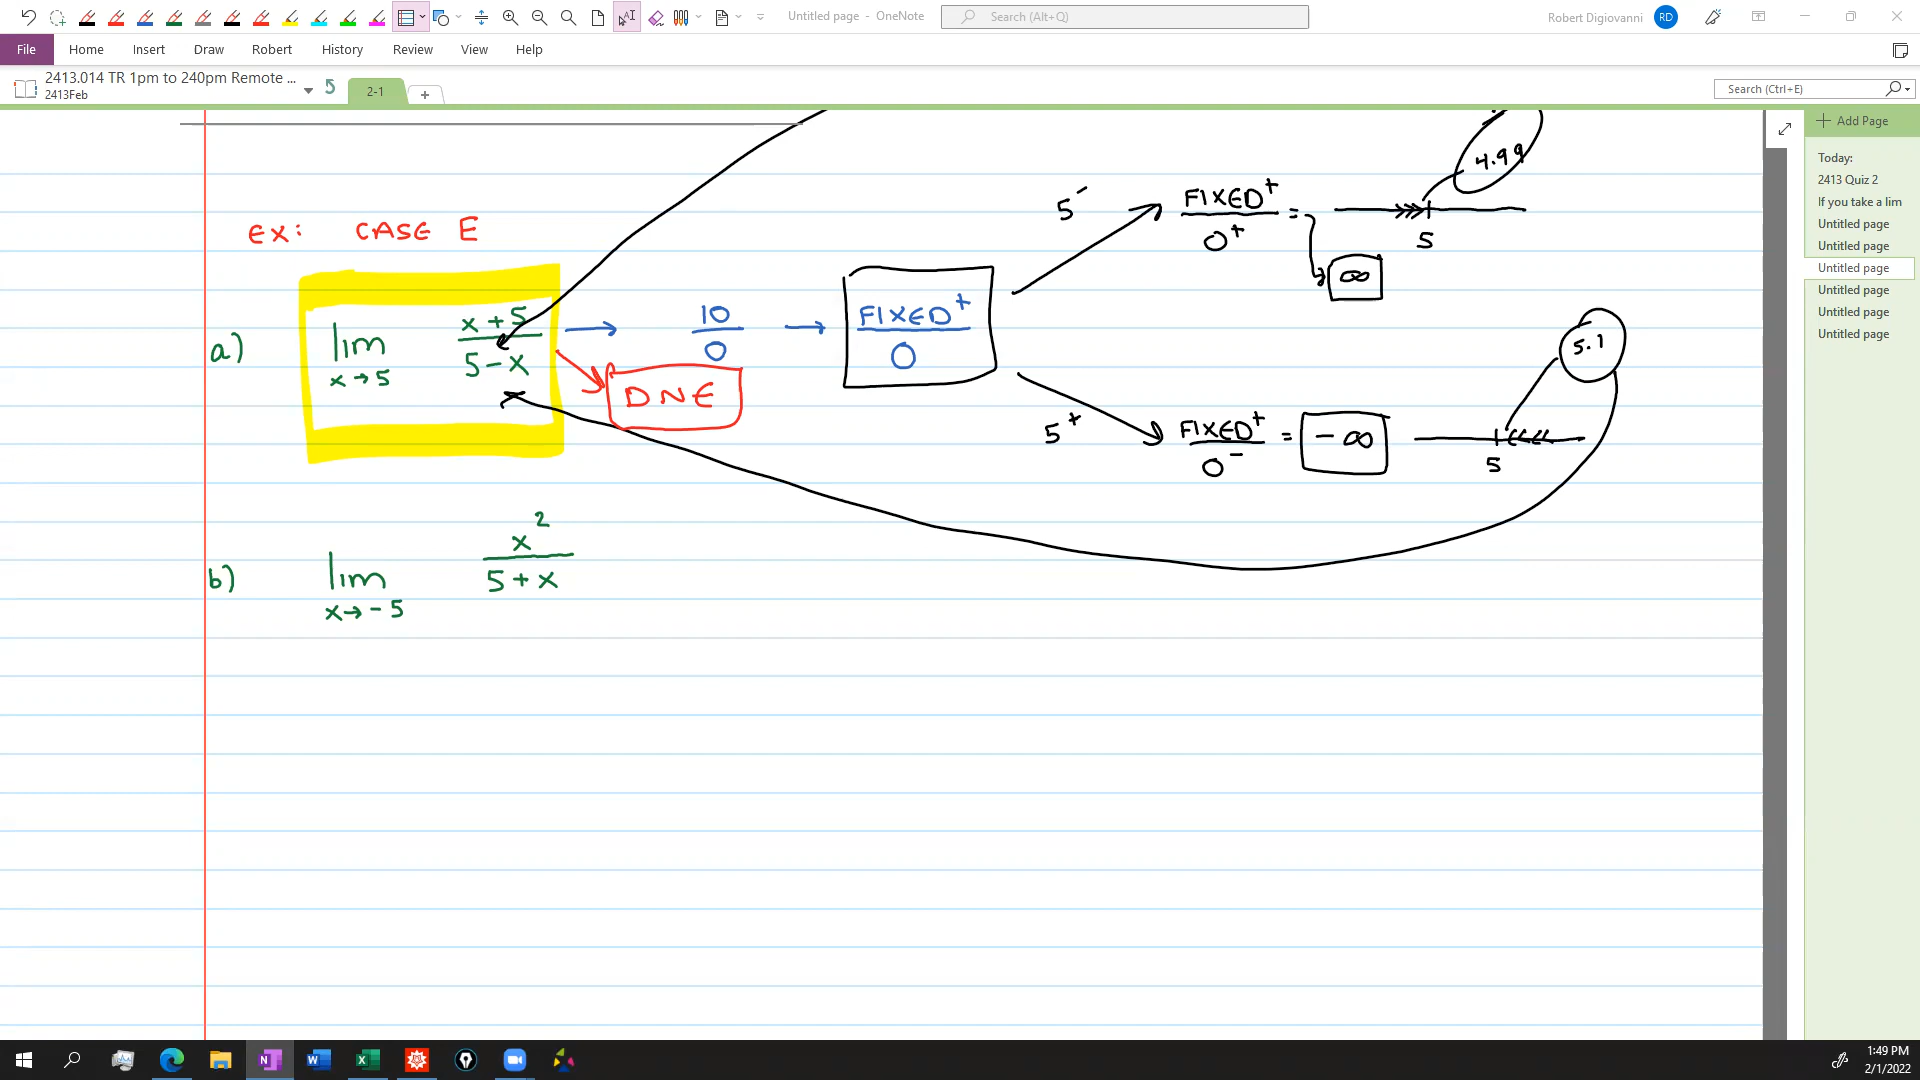 Untitled page - OneNote
Search (Alt+Q)
Robert Digiovanni
RD
File Home Insert Draw Robert History Review View Help
2413.014 TR 1pm to 240pm Remote ...
2413Feb
2-1
Search (Ctrl+E)
Add Page
Today:
2413 Quiz 2
If you take a lim
Untitled page
Untitled page
Untitled page
Untitled page
Untitled page
Untitled page
4.99
5⁻ FIXED⁺ / 0⁺ =
5
∞
EX: CASE E
a) lim x→5 (x+5)/(5-x) → 10/0 → FIXED⁺/0
DNE
5.1
5⁺ FIXED⁺ / 0⁻ = -∞
5
b) lim x→-5 x²/(5+x)
1:49 PM
2/1/2022